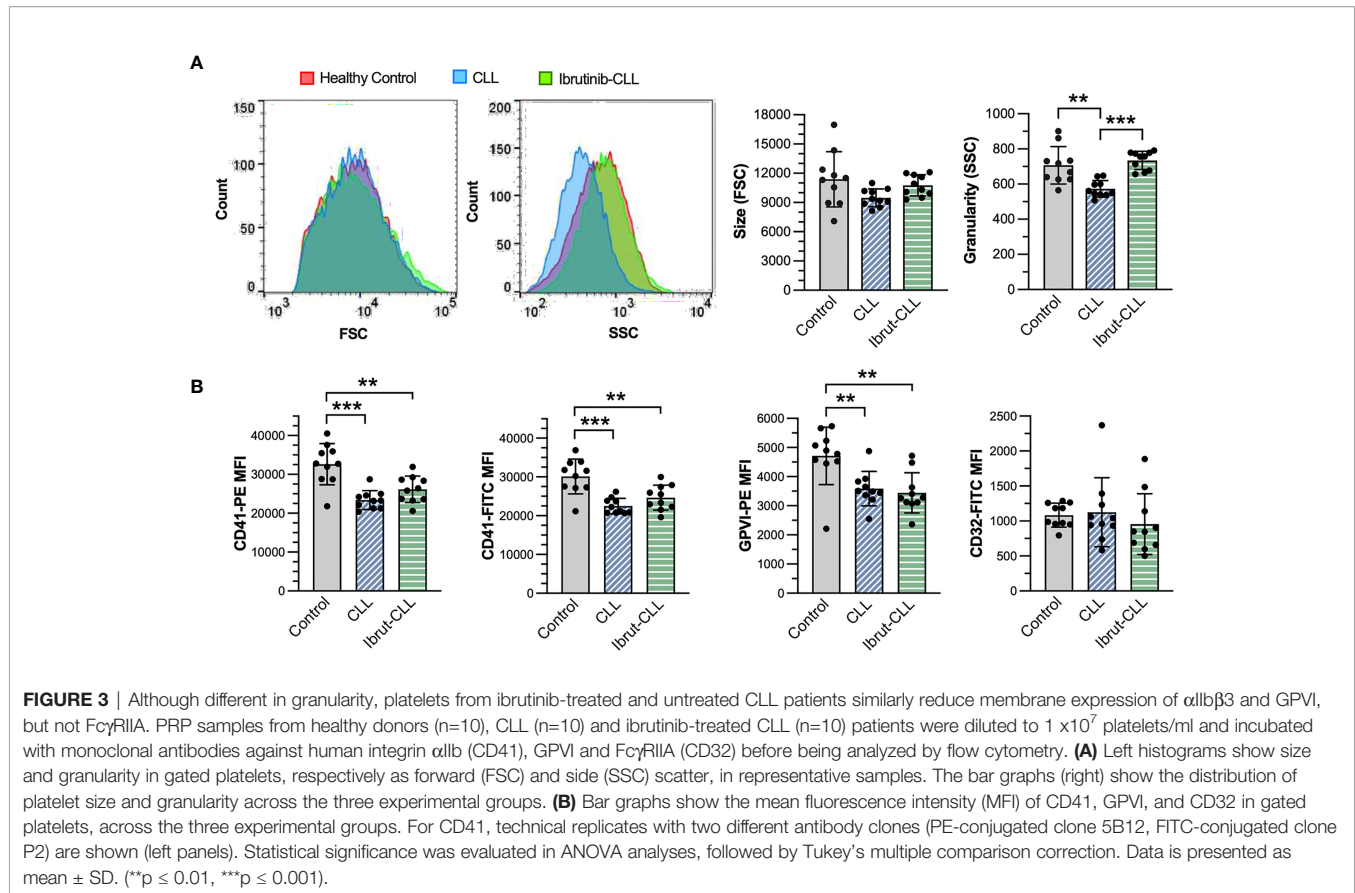 A
Healthy Control CLL Ibrutinib-CLL
150
100
50
0
Count
10³ 10⁴ 10⁵
FSC
200
150
100
50
0
Count
10² 10³ 10⁴
SSC
18000
15000
12000
9000
6000
3000
0
Size (FSC)
Control CLL Ibrut-CLL
** ***
1000
800
600
400
200
0
Granularity (SSC)
Control CLL Ibrut-CLL
B
**
***
40000
30000
20000
10000
0
CD41-PE MFI
Control CLL Ibrut-CLL
**
***
40000
30000
20000
10000
0
CD41-FITC MFI
Control CLL Ibrut-CLL
**
**
6000
5000
4000
3000
2000
1000
0
GPVI-PE MFI
Control CLL Ibrut-CLL
2500
2000
1500
1000
500
0
CD32-FITC MFI
Control CLL Ibrut-CLL
FIGURE 3 | Although different in granularity, platelets from ibrutinib-treated and untreated CLL patients similarly reduce membrane expression of αIIbβ3 and GPVI,
but not FcγRIIA. PRP samples from healthy donors (n=10), CLL (n=10) and ibrutinib-treated CLL (n=10) patients were diluted to 1 x10⁷ platelets/ml and incubated
with monoclonal antibodies against human integrin αIIb (CD41), GPVI and FcγRIIA (CD32) before being analyzed by flow cytometry. (A) Left histograms show size
and granularity in gated platelets, respectively as forward (FSC) and side (SSC) scatter, in representative samples. The bar graphs (right) show the distribution of
platelet size and granularity across the three experimental groups. (B) Bar graphs show the mean fluorescence intensity (MFI) of CD41, GPVI, and CD32 in gated
platelets, across the three experimental groups. For CD41, technical replicates with two different antibody clones (PE-conjugated clone 5B12, FITC-conjugated clone
P2) are shown (left panels). Statistical significance was evaluated in ANOVA analyses, followed by Tukey's multiple comparison correction. Data is presented as
mean ± SD. (**p ≤ 0.01, ***p ≤ 0.001).